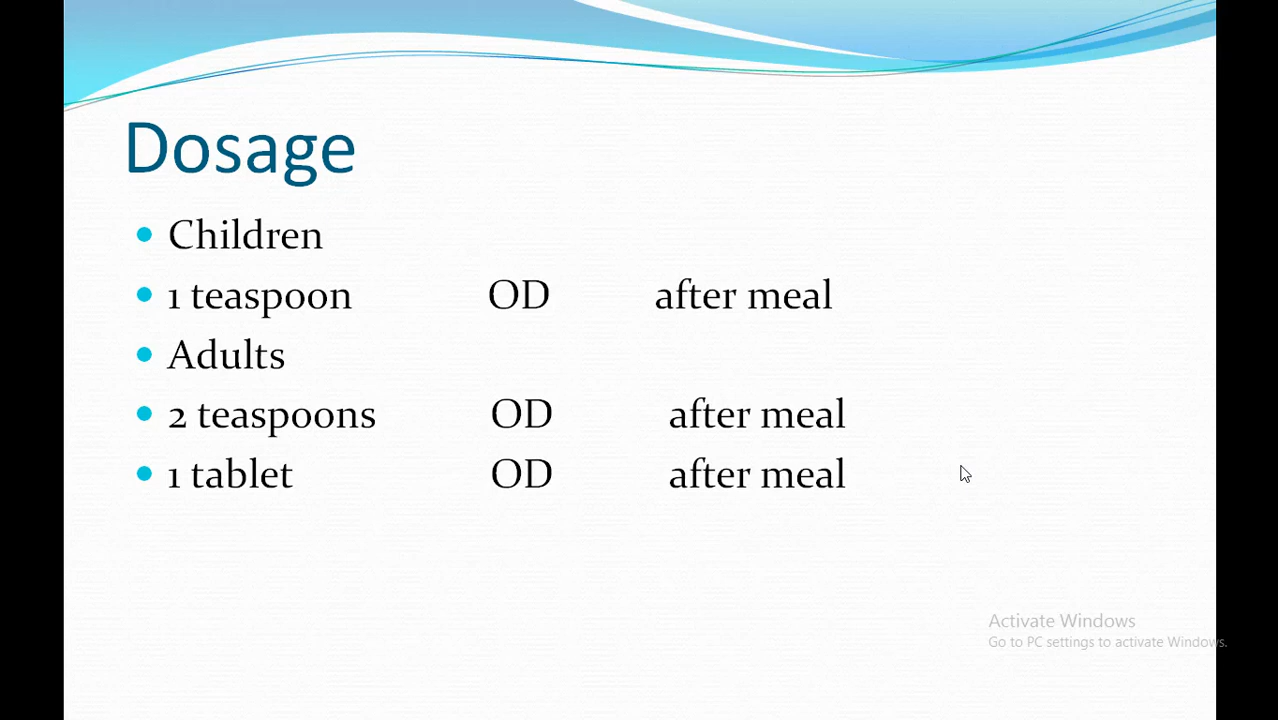 Dosage
Children
1 teaspoon OD after meal
Adults
2 teaspoons OD after meal
1 tablet OD after meal
Activate Windows
Go to PC settings to activate Windows.